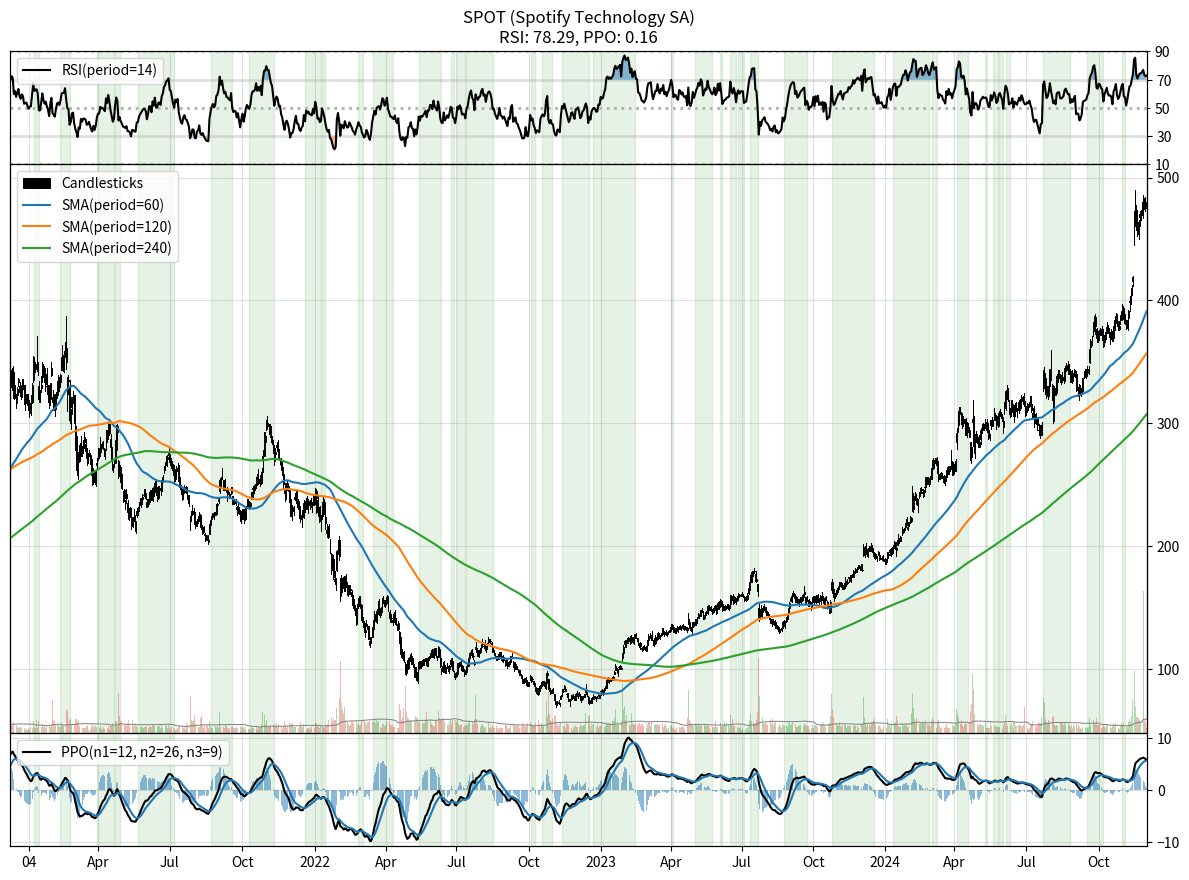 SPOT (Spotify Technology SA)
RSI: 78.29, PPO: 0.16
RSI(period=14)
90
70
50
30
10
Candlesticks
SMA(period=60)
SMA(period=120)
SMA(period=240)
500
400
300
200
100
PPO(n1=12, n2=26, n3=9)
10
0
−10
04 Apr Jul Oct 2022 Apr Jul Oct 2023 Apr Jul Oct 2024 Apr Jul Oct